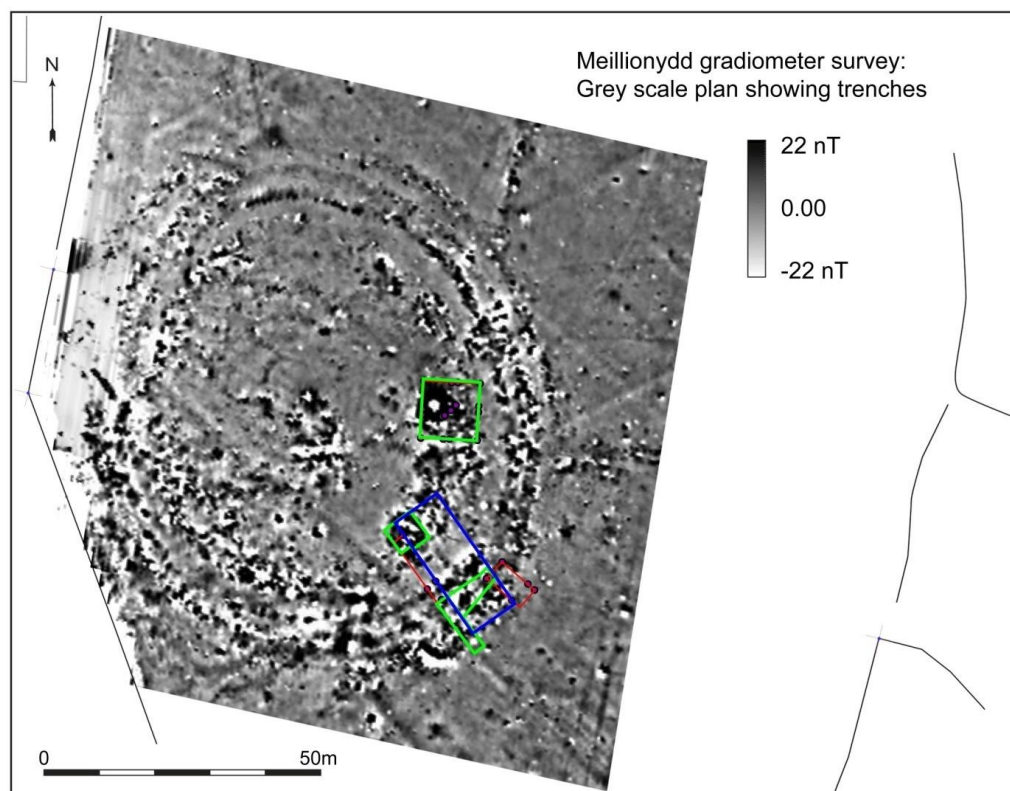 Meillionydd gradiometer survey:
Grey scale plan showing trenches
N
22 nT
0.00
-22 nT
0 50m